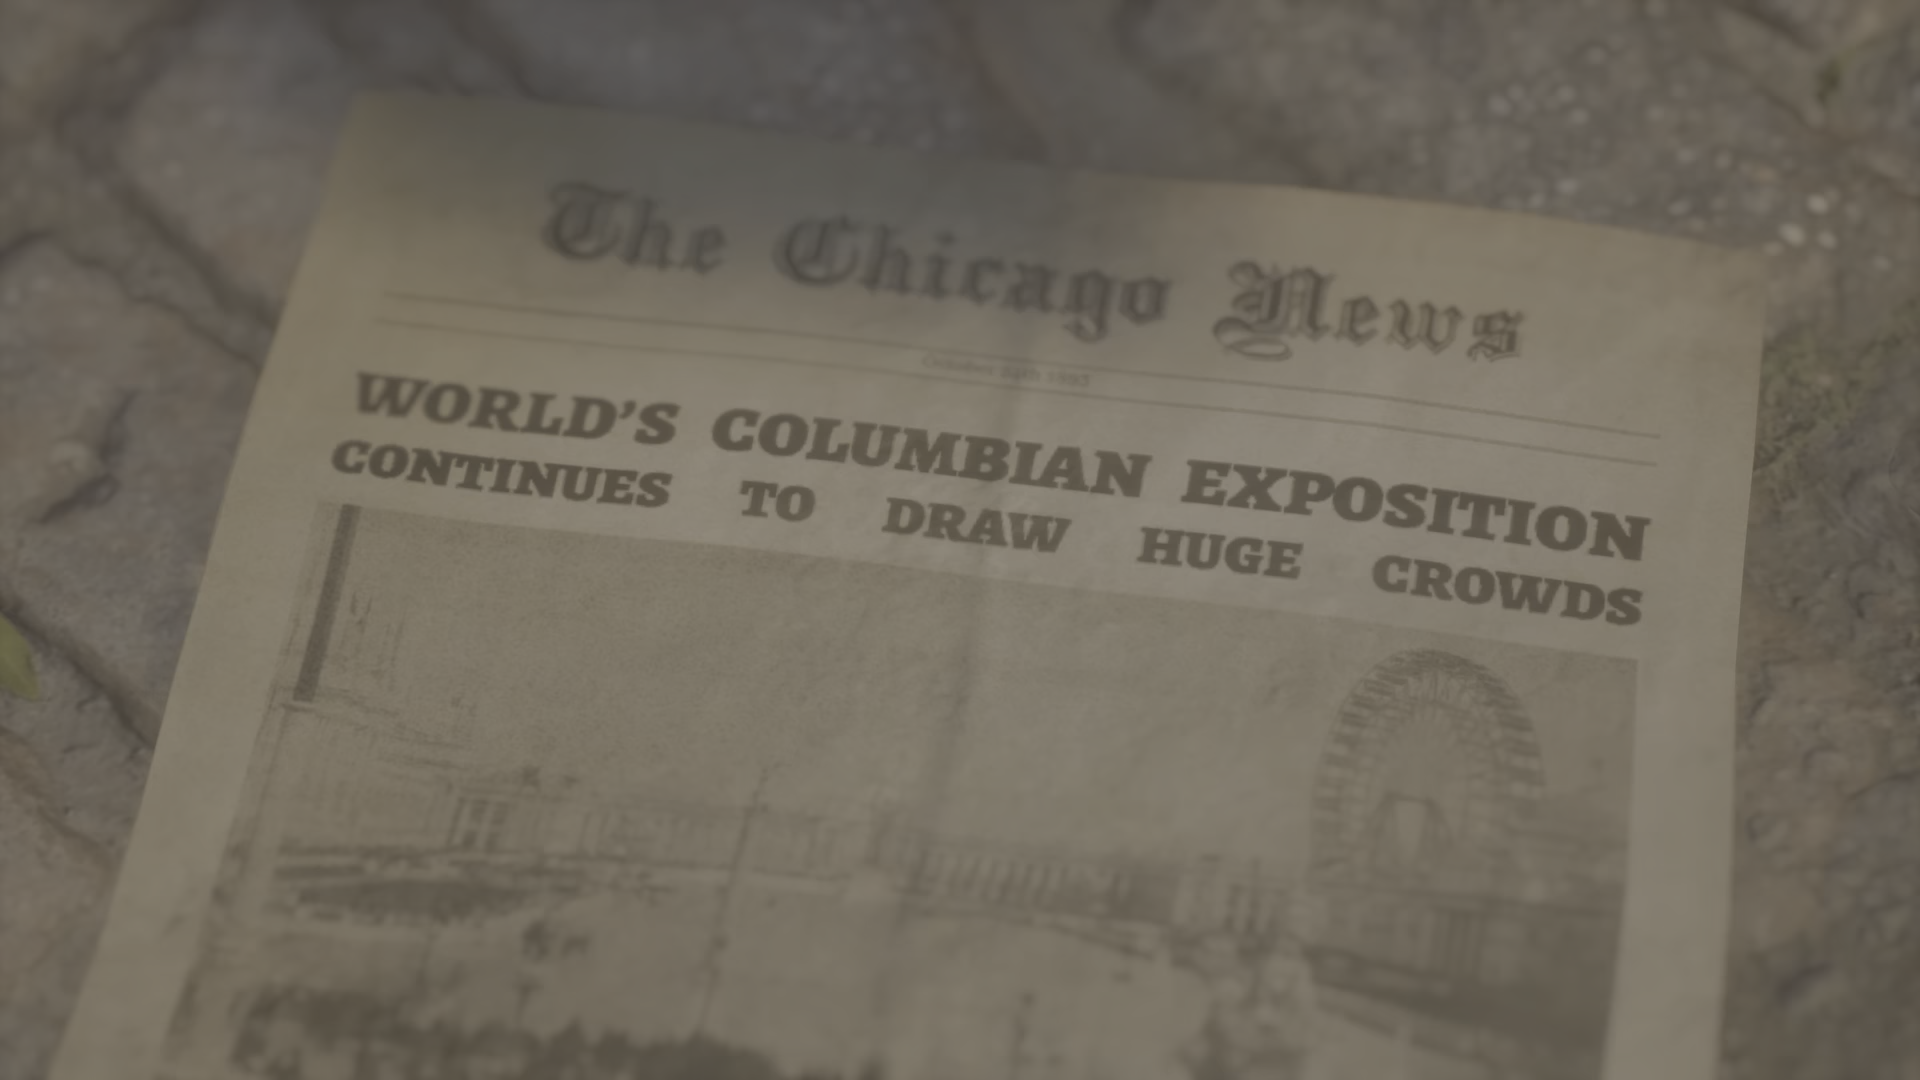 The Chicago News
WORLD'S COLUMBIAN EXPOSITION
CONTINUES TO DRAW HUGE CROWDS